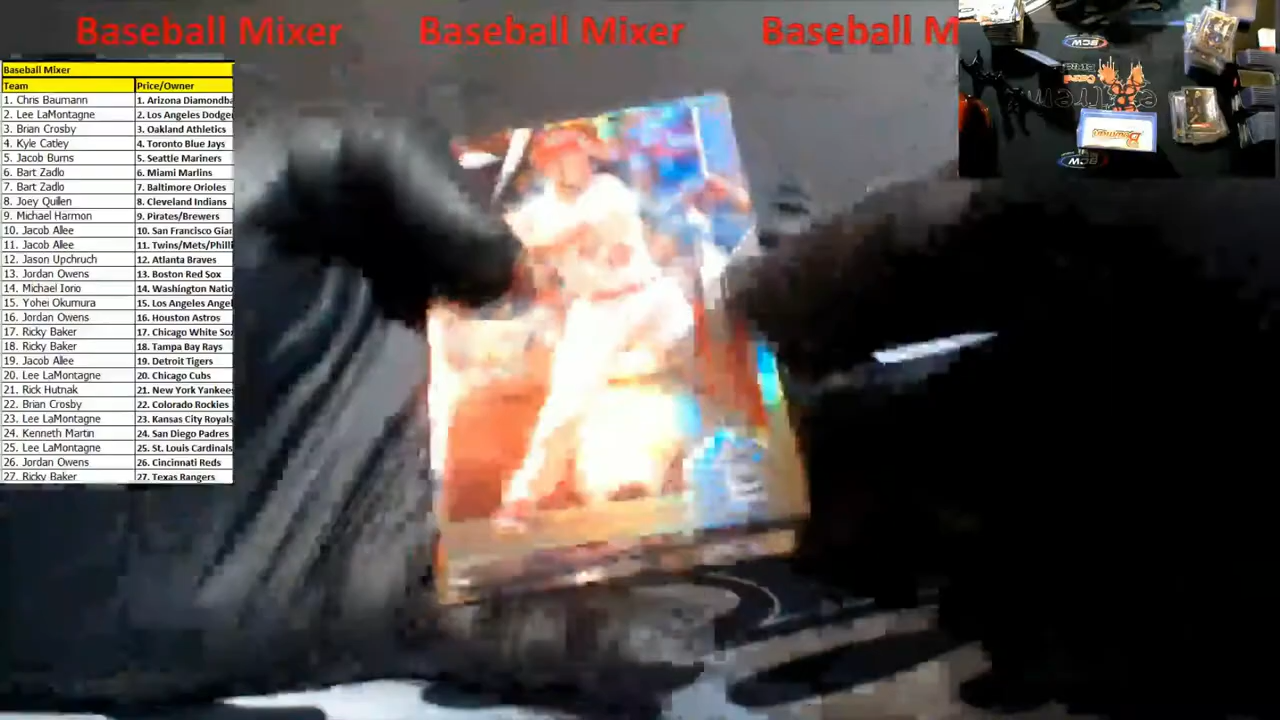 Baseball Mixer Baseball Mixer Baseball M
Baseball Mixer
Team Price/Owner
1. Chris Baumann 1. Arizona Diamondba
2. Lee LaMontagne 2. Los Angeles Dodge
3. Brian Crosby 3. Oakland Athletics
4. Kyle Catley 4. Toronto Blue Jays
5. Jacob Burns 5. Seattle Mariners
6. Bart Zadlo 6. Miami Marlins
7. Bart Zadlo 7. Baltimore Orioles
8. Joey Quillen 8. Cleveland Indians
9. Michael Harmon 9. Pirates/Brewers
10. Jacob Allee 10. San Francisco Gian
11. Jacob Allee 11. Twins/Mets/Philli
12. Jason Upchruch 12. Atlanta Braves
13. Jordan Owens 13. Boston Red Sox
14. Michael Iorio 14. Washington Natio
15. Yohei Okumura 15. Los Angeles Angel
16. Jordan Owens 16. Houston Astros
17. Ricky Baker 17. Chicago White So
18. Ricky Baker 18. Tampa Bay Rays
19. Jacob Allee 19. Detroit Tigers
20. Lee LaMontagne 20. Chicago Cubs
21. Rick Hutnak 21. New York Yankee
22. Brian Crosby 22. Colorado Rockies
23. Lee LaMontagne 23. Kansas City Royals
24. Kenneth Martin 24. San Diego Padres
25. Lee LaMontagne 25. St. Louis Cardinals
26. Jordan Owens 26. Cincinnati Reds
27. Ricky Baker 27. Texas Rangers
BCW
extreme
Bowman
BCW